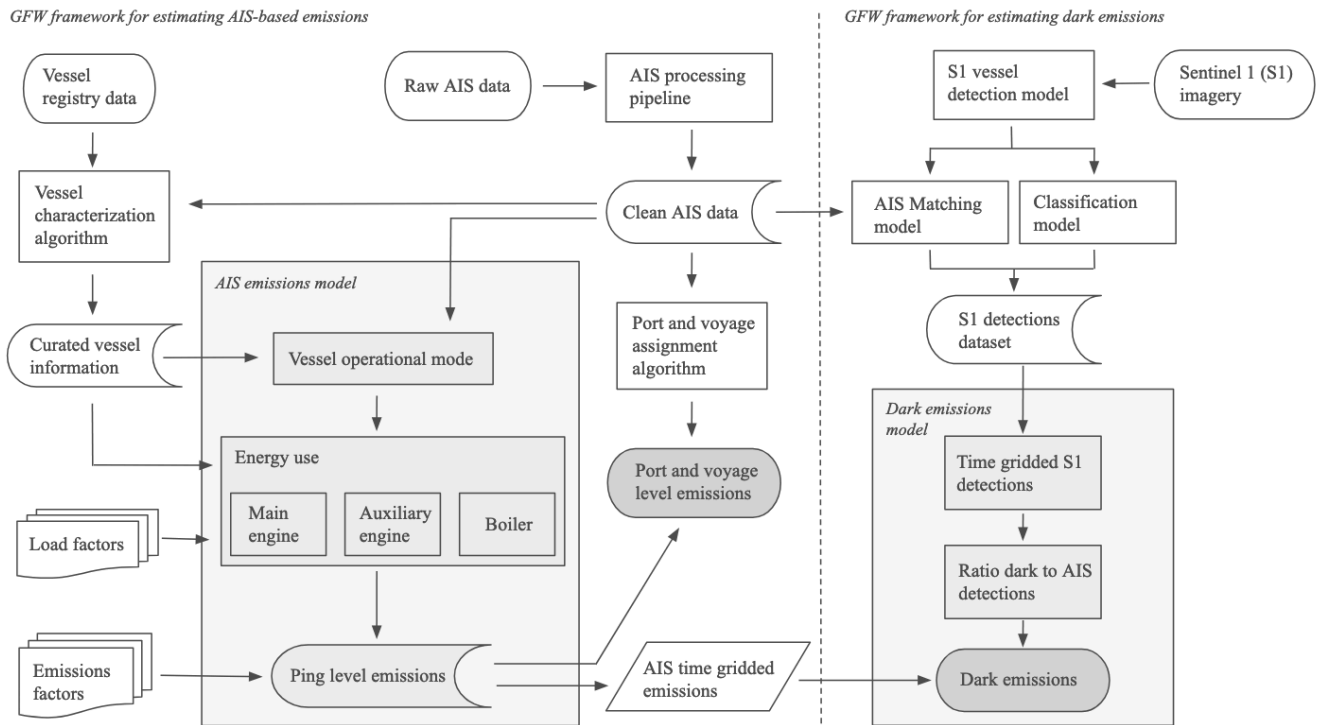 GFW framework for estimating AIS-based emissions
GFW framework for estimating dark emissions
Vessel
registry data
Raw AIS data
AIS processing
pipeline
S1 vessel
detection model
Sentinel 1 (S1)
imagery
Vessel
characterization
algorithm
Clean AIS data
AIS Matching
model
Classification
model
AIS emissions model
Curated vessel
information
Vessel operational mode
Port and voyage
assignment
algorithm
S1 detections
dataset
Dark emissions
model
Energy use
Main
engine
Auxiliary
engine
Boiler
Port and voyage
level emissions
Time gridded S1
detections
Load factors
Ratio dark to AIS
detections
Emissions
factors
Ping level emissions
AIS time gridded
emissions
Dark emissions